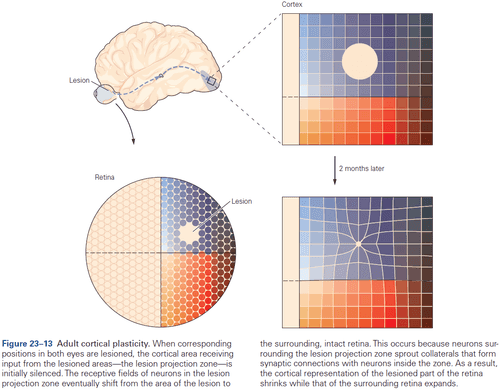 Cortex
Lesion
2 months later
Retina
Lesion
Figure 23–13 Adult cortical plasticity. When corresponding
positions in both eyes are lesioned, the cortical area receiving
input from the lesioned areas—the lesion projection zone—is
initially silenced. The receptive fields of neurons in the lesion
projection zone eventually shift from the area of the lesion to
the surrounding, intact retina. This occurs because neurons sur-
rounding the lesion projection zone sprout collaterals that form
synaptic connections with neurons inside the zone. As a result,
the cortical representation of the lesioned part of the retina
shrinks while that of the surrounding retina expands.